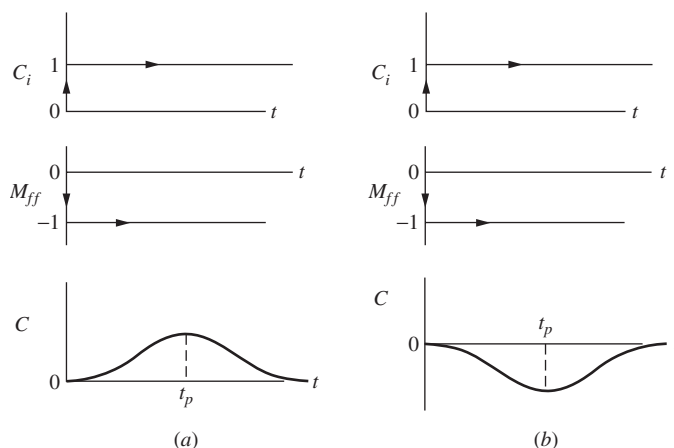 C_i 1 0 t
C_i 1 0 t
M_ff 0 −1 t
M_ff 0 −1 t
C 0 t_p t
C 0 t_p
(a)
(b)